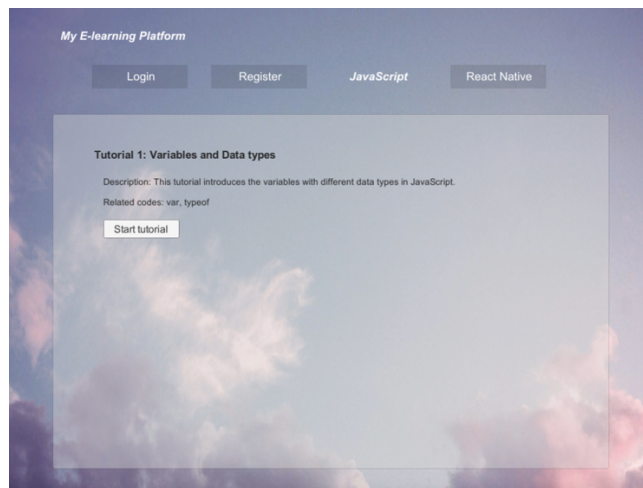 My E-learning Platform
Login Register JavaScript React Native
Tutorial 1: Variables and Data types
Description: This tutorial introduces the variables with different data types in JavaScript.
Related codes: var, typeof
Start tutorial